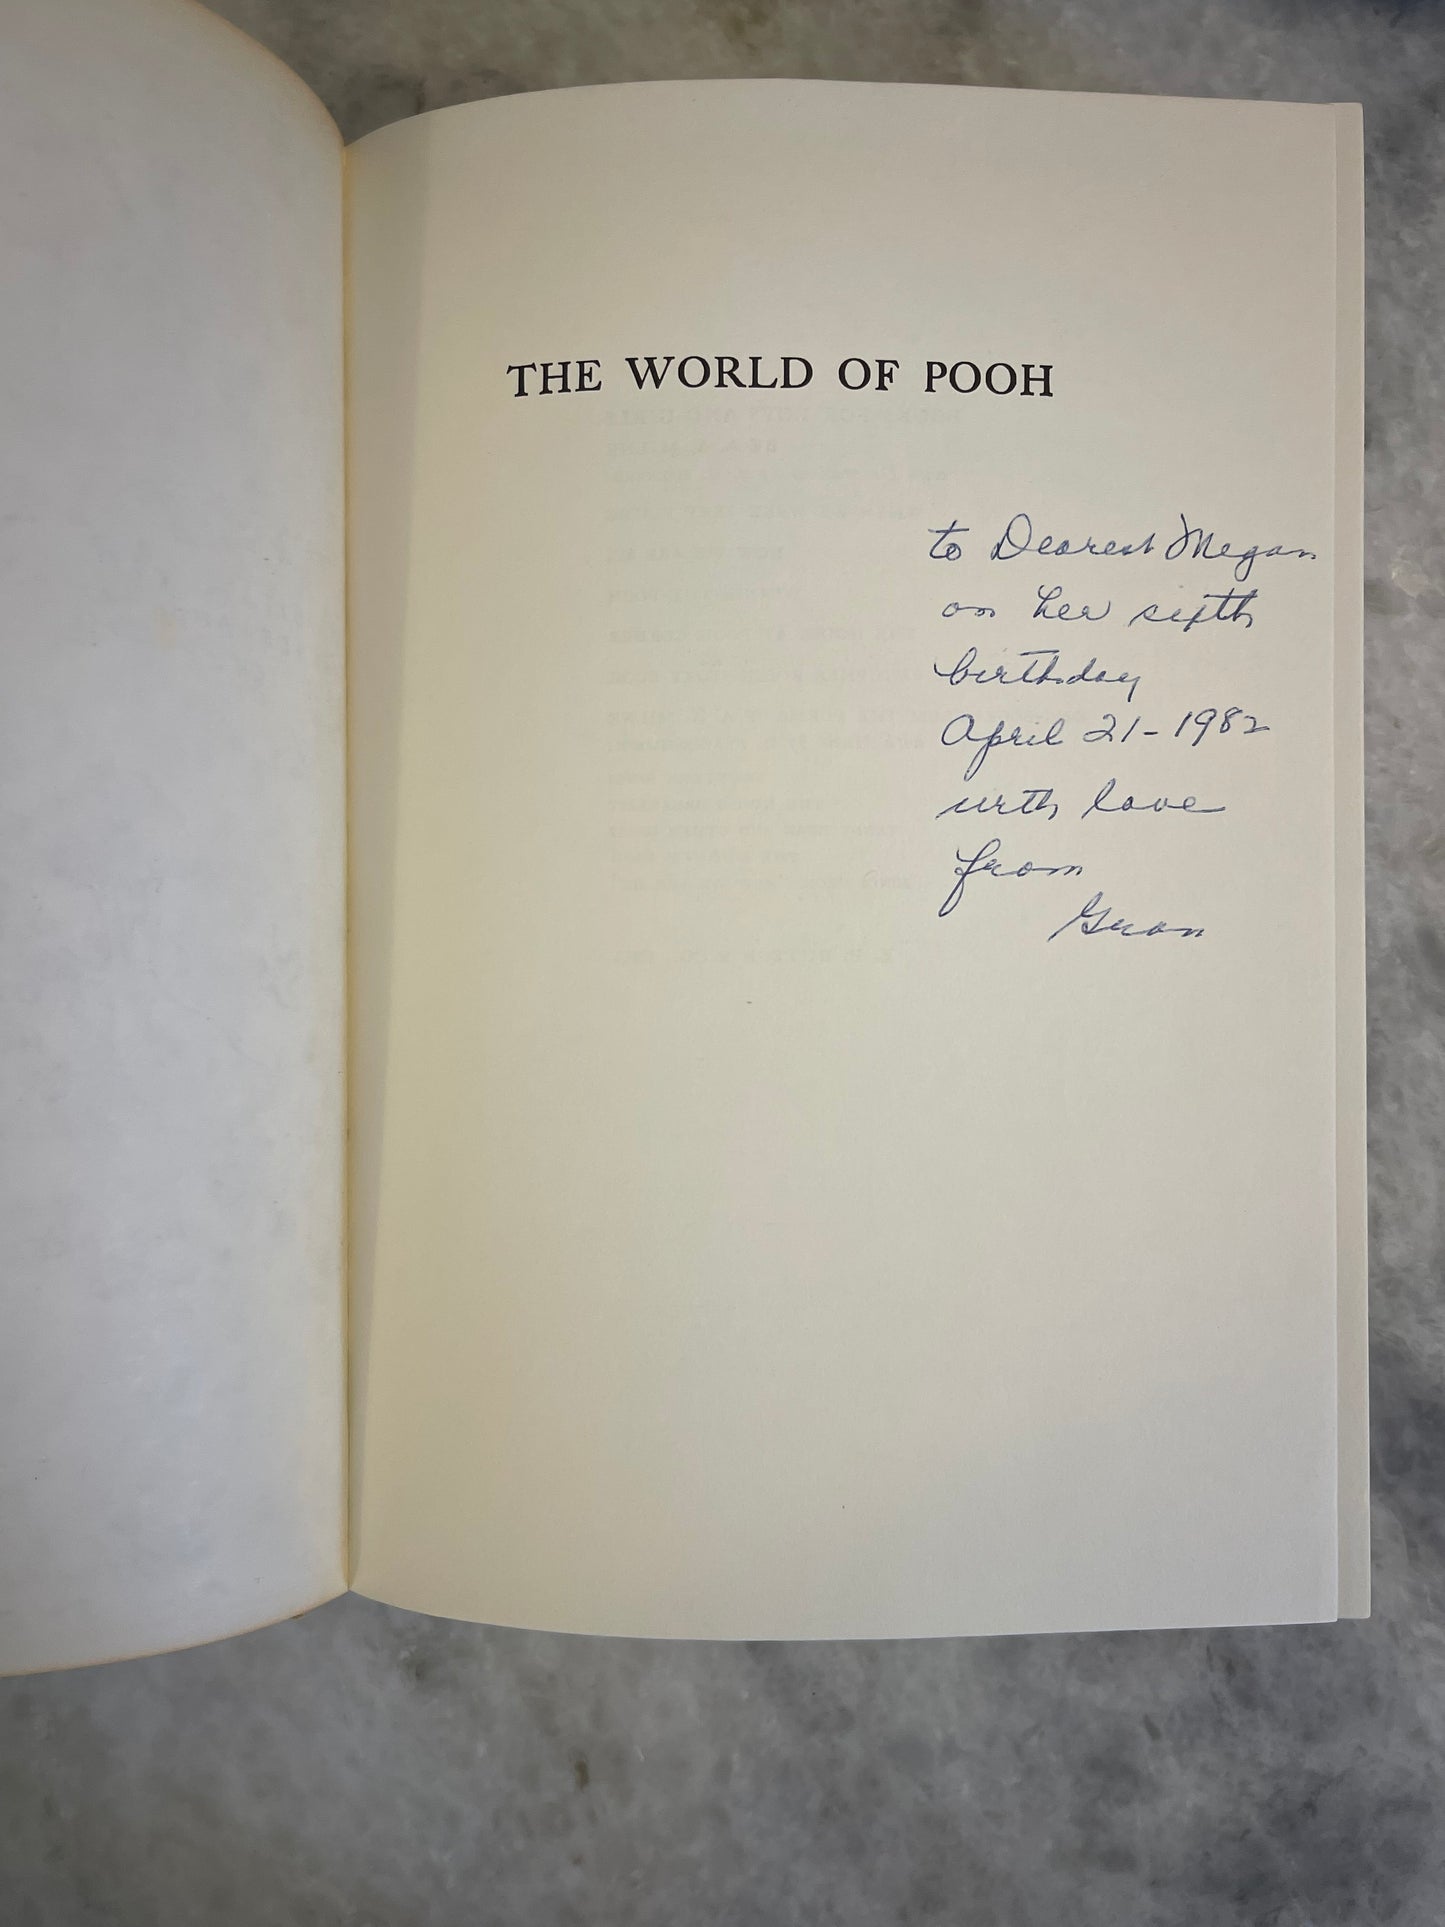 THE WORLD OF POOH
to Dearest Megan
on her sixth
birthday
April 21-1982
with love
from
Gran